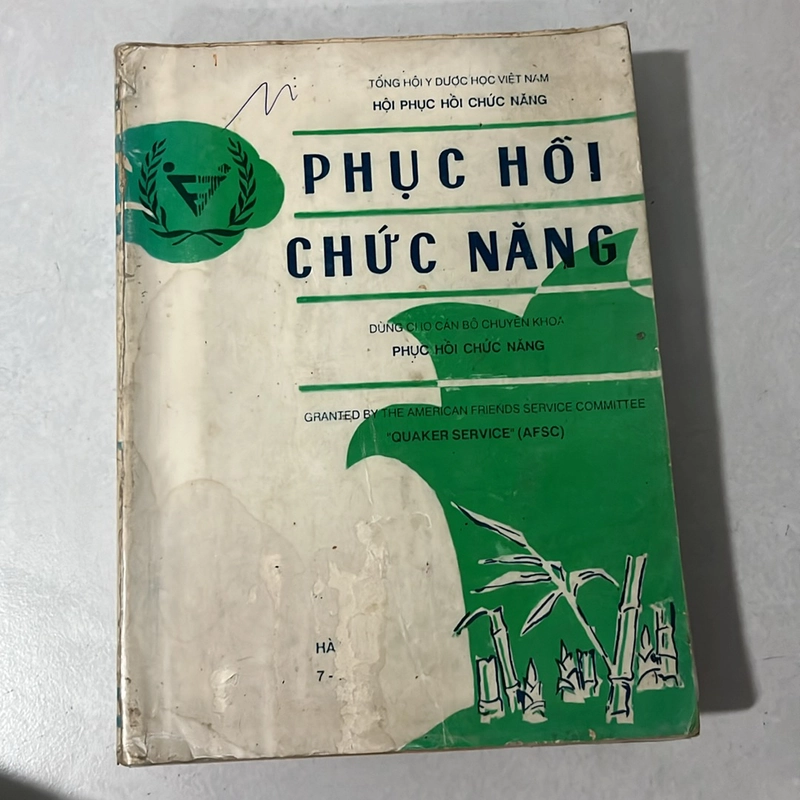 TỔNG HỘI Y DƯỢC HỌC VIỆT NAM
HỘI PHỤC HỒI CHỨC NĂNG
PHỤC HỒI
CHỨC NĂNG
DÙNG CHO CÁN BỘ CHUYÊN KHOA
PHỤC HỒI CHỨC NĂNG
GRANTED BY THE AMERICAN FRIENDS SERVICE COMMITTEE
"QUAKER SERVICE" (AFSC)
HÀ
7 -